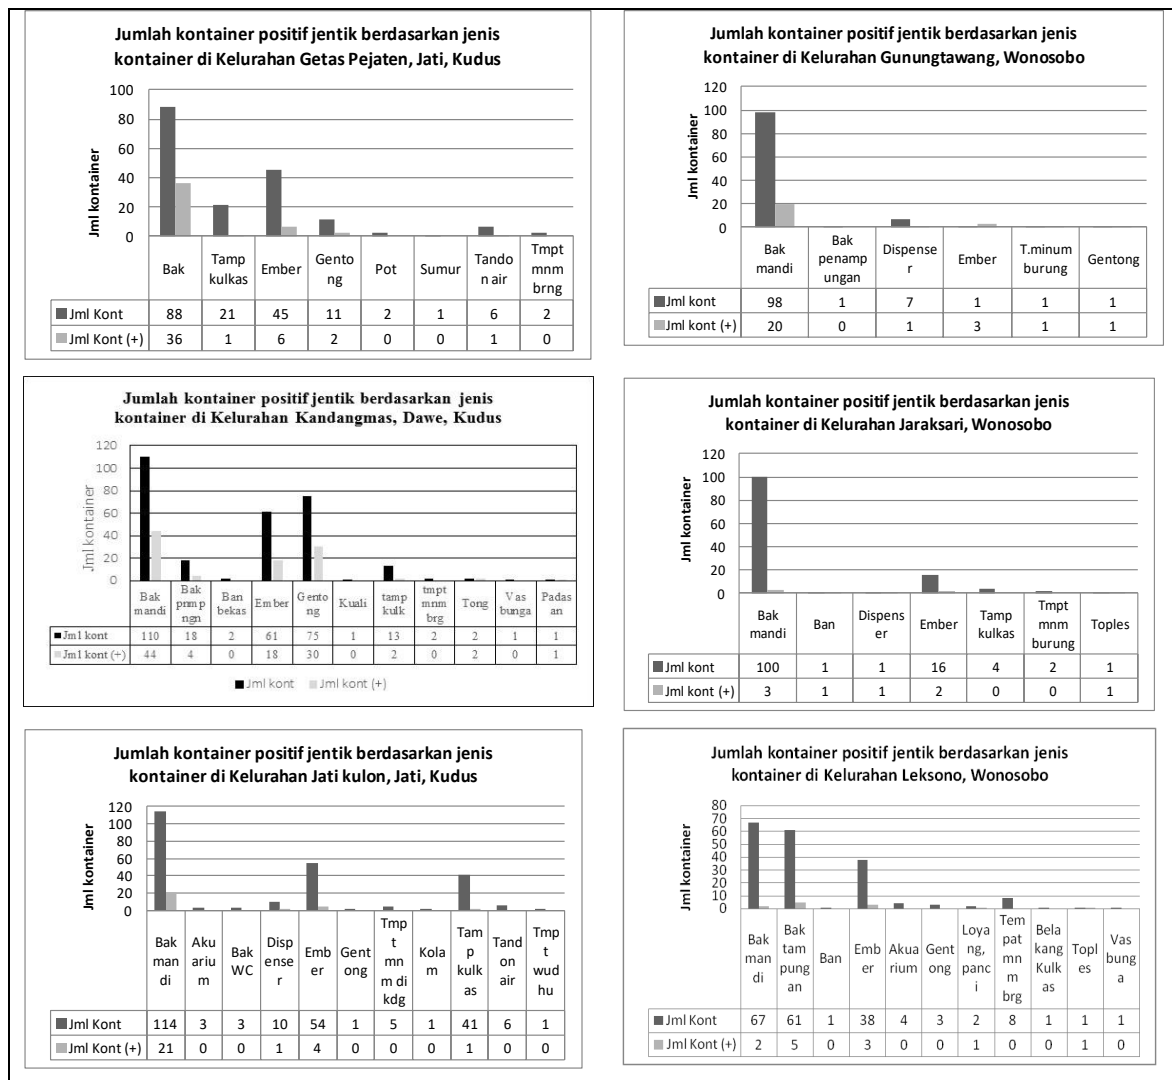 Jumlah kontainer positif jentik berdasarkan jenis
kontainer di Kelurahan Getas Pejaten, Jati, Kudus
Jml kontainer
100
80
60
40
20
0
Bak
Tamp
kulkas
Ember
Gento
ng
Pot
Sumur
Tando
n air
Tmpt
mnm
brng
Jml Kont 88 21 45 11 2 1 6 2
Jml Kont (+) 36 1 6 2 0 0 1 0
Jumlah kontainer positif jentik berdasarkan jenis
kontainer di Kelurahan Gunungtawang, Wonosobo
Jml kontainer
120
100
80
60
40
20
0
Bak
mandi
Bak
penamp
ungan
Dispense
r
Ember
T.minum
burung
Gentong
Jml kont 98 1 7 1 1 1
Jml kont (+) 20 0 1 3 1 1
Jumlah kontainer positif jentik berdasarkan jenis
kontainer di Kelurahan Kandangmas, Dawe, Kudus
Jml kontainer
120
100
80
60
40
20
0
Bak
mandi
Bak
pnmp
ngn
Ban
bekas
Ember
Gento
ng
Kuali
tamp
kulk
tmpt
mnm
brg
Tong
Vas
bunga
Padas
an
Jml kont 110 18 2 61 75 1 13 2 2 1 1
Jml kont (+) 44 4 0 18 30 0 2 0 2 0 1
Jml kont Jml kont (+)
Jumlah kontainer positif jentik berdasarkan jenis
kontainer di Kelurahan Jaraksari, Wonosobo
Jml kontainer
120
100
80
60
40
20
0
Bak
mandi
Ban
Dispens
er
Ember
Tamp
kulkas
Tmpt
mnm
burung
Toples
Jml kont 100 1 1 16 4 2 1
Jml kont (+) 3 1 1 2 0 0 1
Jumlah kontainer positif jentik berdasarkan jenis
kontainer di Kelurahan Jati kulon, Jati, Kudus
Jml kontainer
120
100
80
60
40
20
0
Bak
man
di
Aku
ariu
m
Bak
WC
Disp
ense
r
Emb
er
Gent
ong
Tmp
t
mn
m di
kdg
Kola
m
Tam
p
kulk
as
Tand
on
air
Tmp
t
wud
hu
Jml Kont 114 3 3 10 54 1 5 1 41 6 1
Jml Kont (+) 21 0 0 1 4 0 0 0 1 0 0
Jumlah kontainer positif jentik berdasarkan jenis
kontainer di Kelurahan Leksono, Wonosobo
Jml kontainer
80
70
60
50
40
30
20
10
0
Bak
man
di
Bak
tam
pung
an
Ban
Emb
er
Akua
rium
Gent
ong
Loya
ng,
panc
i
Tem
pat
mn
m
brg
Bela
kang
Kulk
as
Topl
es
Vas
bung
a
Jml Kont 67 61 1 38 4 3 2 8 1 1 1
Jml Kont (+) 2 5 0 3 0 0 1 0 0 1 0